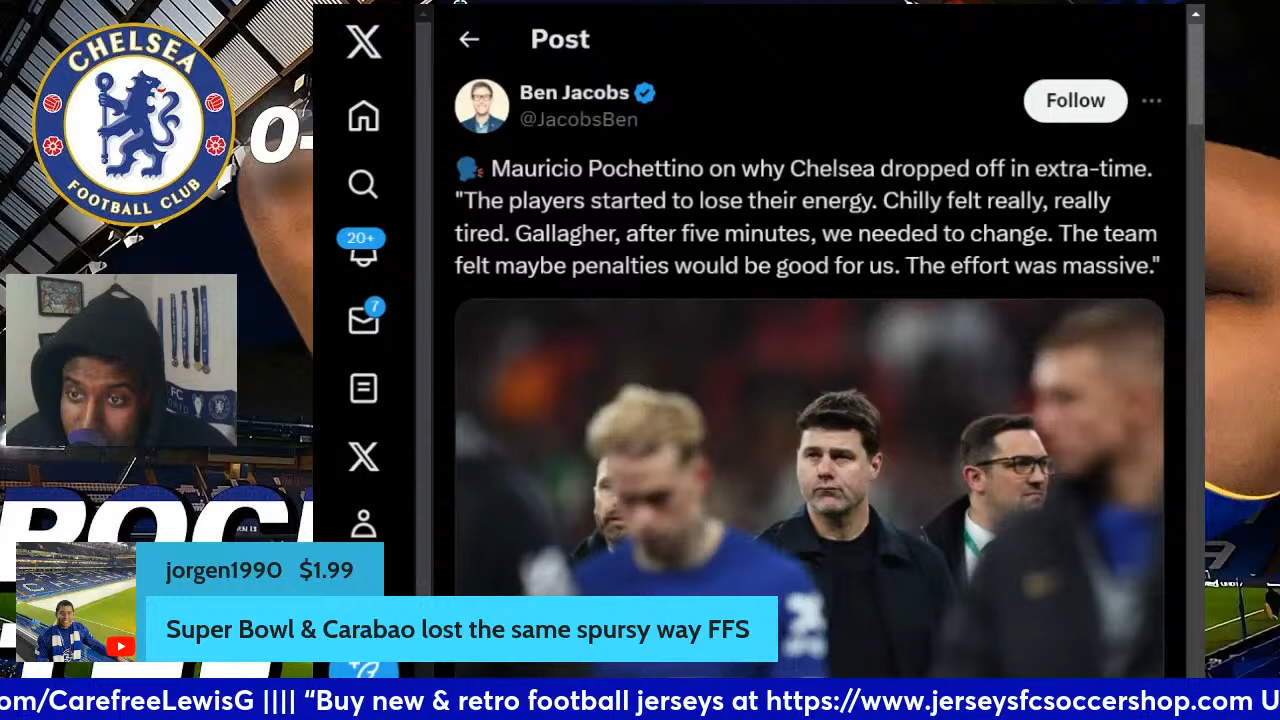 CHELSEA
FOOTBALL CLUB
0-
Post
Ben Jacobs
@JacobsBen
Follow
🗣️ Mauricio Pochettino on why Chelsea dropped off in extra-time.
"The players started to lose their energy. Chilly felt really, really
tired. Gallagher, after five minutes, we needed to change. The team
felt maybe penalties would be good for us. The effort was massive."
20+
7
FC
POC
jorgen1990 $1.99
Super Bowl & Carabao lost the same spursy way FFS
om/CarefreeLewisG |||| “Buy new & retro football jerseys at https://www.jerseysfcsoccershop.com U